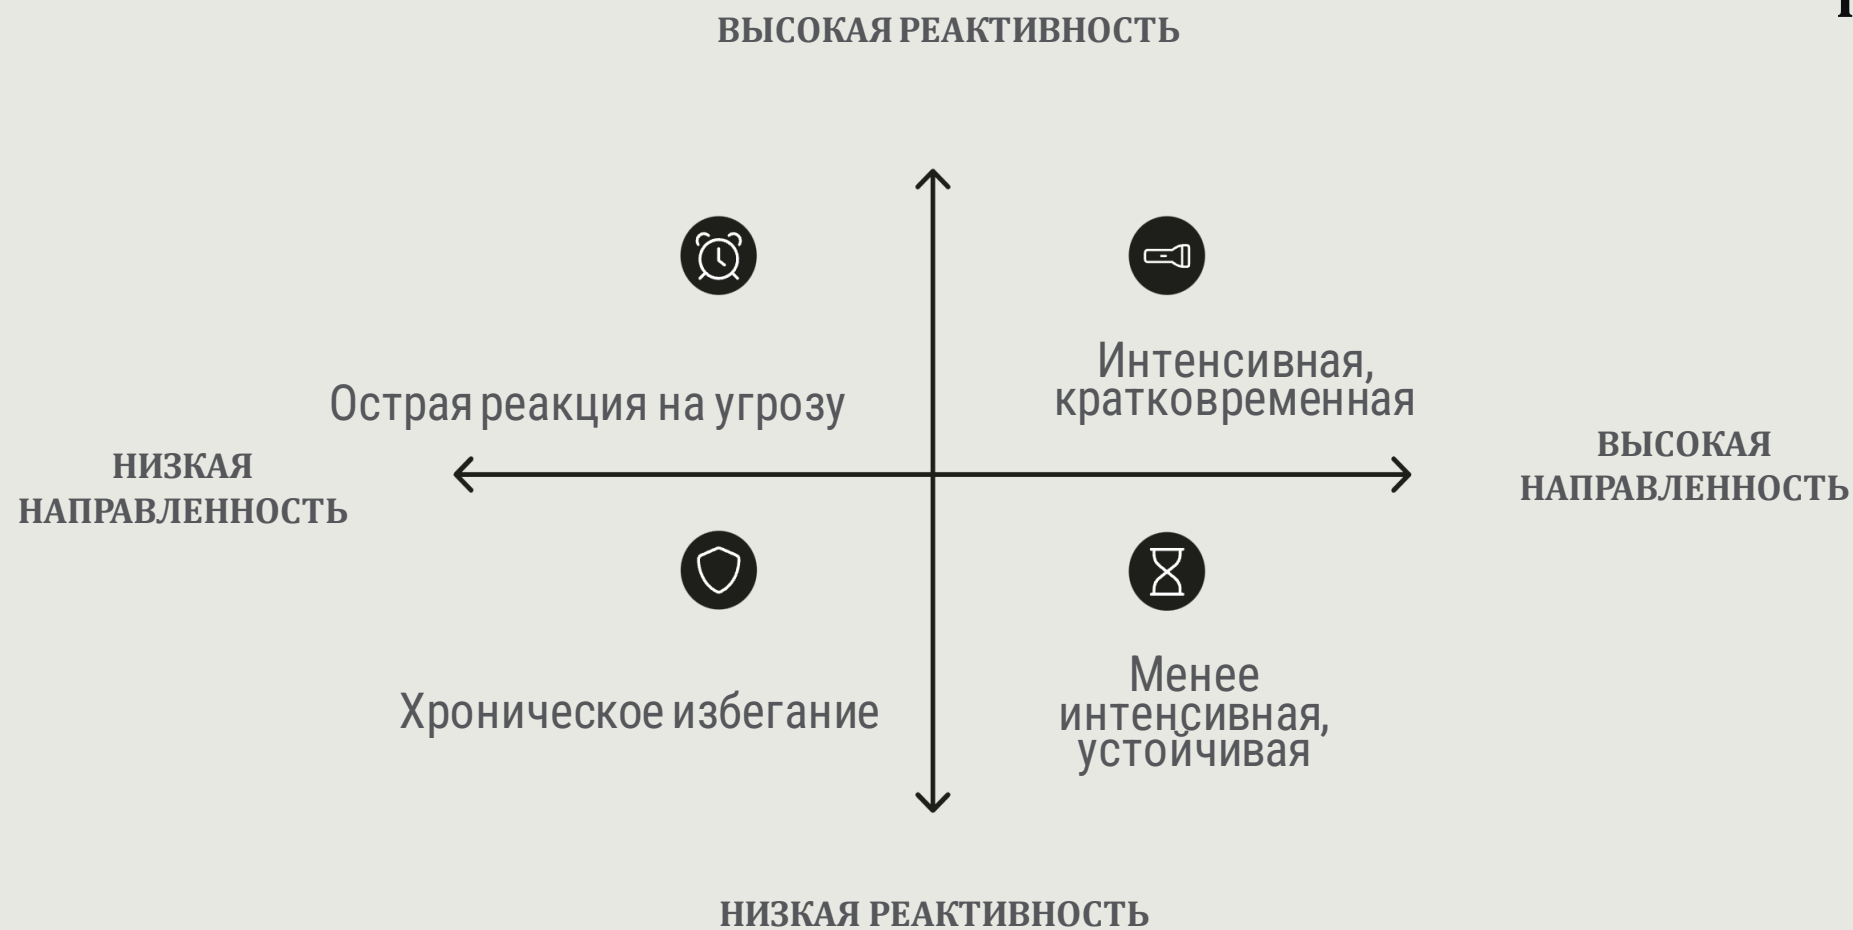 ВЫСОКАЯ РЕАКТИВНОСТЬ
Интенсивная,
кратковременная
Острая реакция на угрозу
НИЗКАЯ
НАПРАВЛЕННОСТЬ
ВЫСОКАЯ
НАПРАВЛЕННОСТЬ
Хроническое избегание
Менее
интенсивная,
устойчивая
НИЗКАЯ РЕАКТИВНОСТЬ